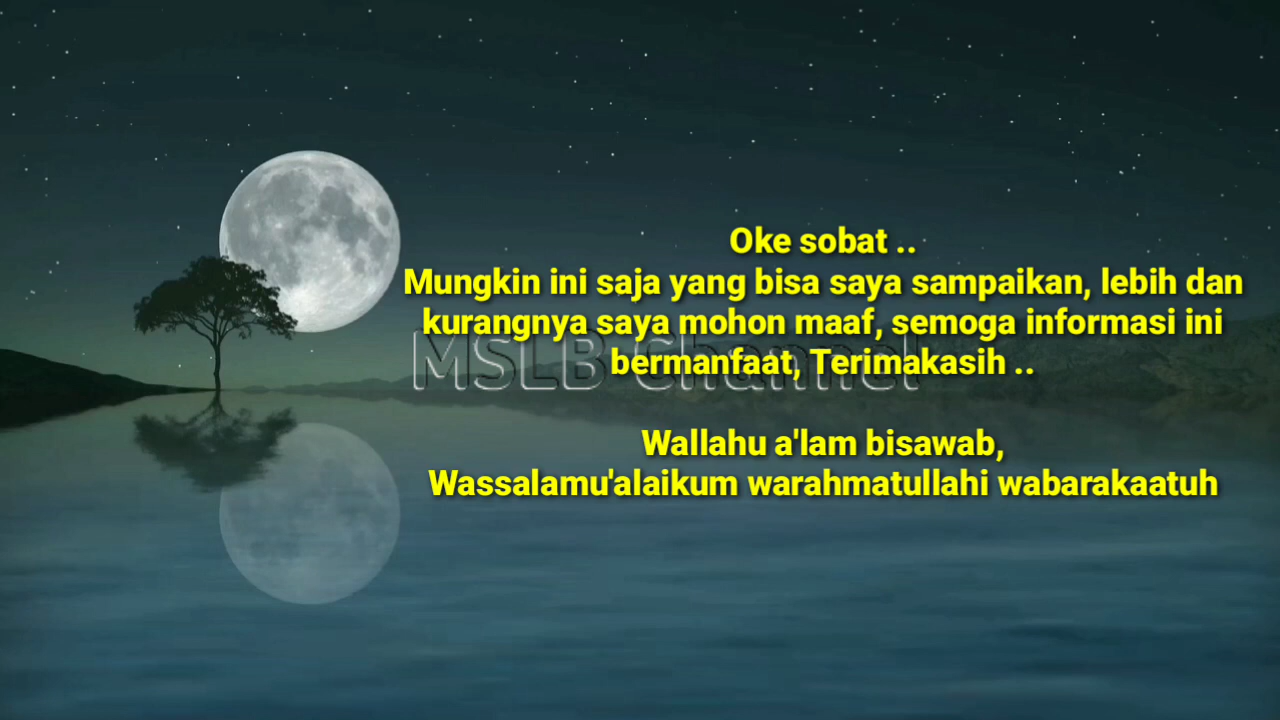 Oke sobat ..
Mungkin ini saja yang bisa saya sampaikan, lebih dan
kurangnya saya mohon maaf, semoga informasi ini
bermanfaat, Terimakasih ..
MSLB Channel
Wallahu a'lam bisawab,
Wassalamu'alaikum warahmatullahi wabarakaatuh